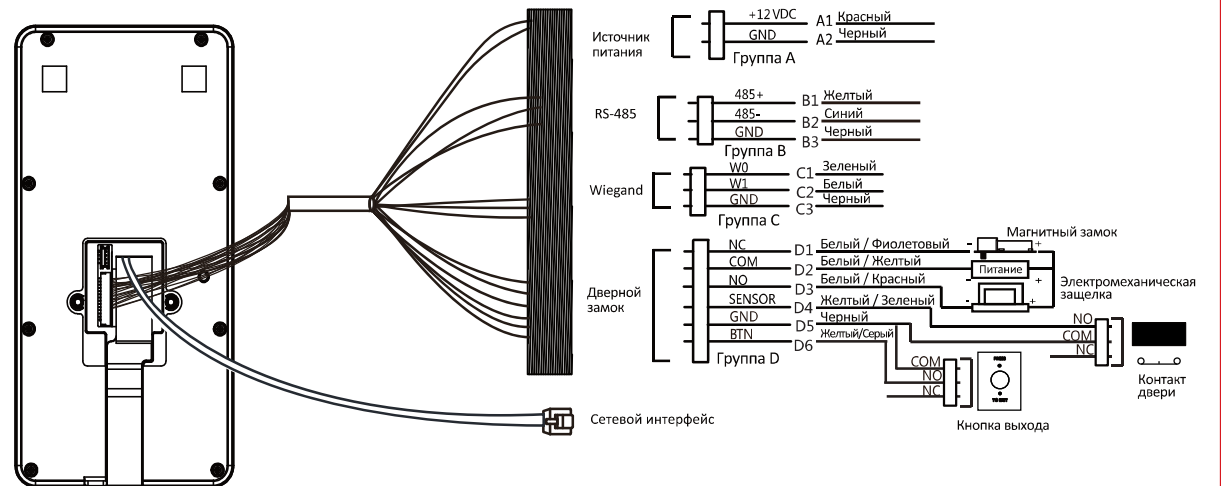 Источник
питания
+12 VDC A1 Красный
GND A2 Черный
Группа A
RS-485
485+ B1 Желтый
485- B2 Синий
GND B3 Черный
Группа B
Wiegand
W0 C1 Зеленый
W1 C2 Белый
GND C3 Черный
Группа C
Дверной
замок
NC D1 Белый / Фиолетовый
COM D2 Белый / Желтый
NO D3 Белый / Красный
SENSOR D4 Желтый / Зеленый
GND D5 Черный
BTN D6 Желтый/Серый
Группа D
Магнитный замок
- +
Питание
- +
Электромеханическая
защелка
- +
NO
COM
NC
Контакт
двери
COM
NO
NC
PRESS
TO EXIT
Кнопка выхода
Сетевой интерфейс